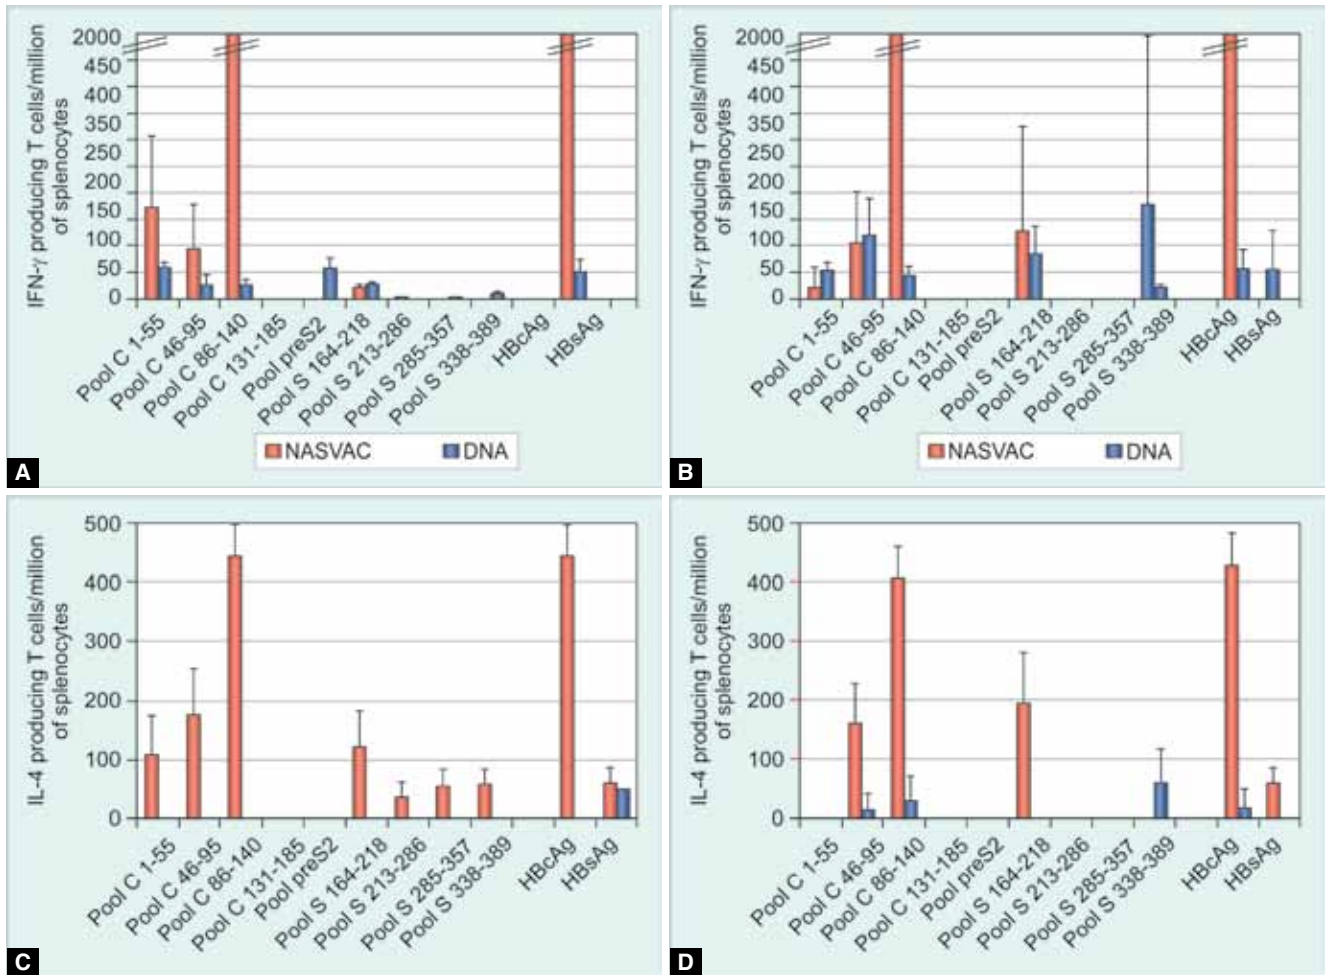 IFN-γ producing T cells/million
of splenocytes
2000
450
400
350
300
250
200
150
100
50
0
Pool C 1-55
Pool C 46-95
Pool C 86-140
Pool C 131-185
Pool preS2
Pool S 164-218
Pool S 213-286
Pool S 285-357
Pool S 338-389
HBcAg
HBsAg
NASVAC DNA
A
IFN-γ producing T cells/million
of splenocytes
2000
450
400
350
300
250
200
150
100
50
0
Pool C 1-55
Pool C 46-95
Pool C 86-140
Pool C 131-185
Pool preS2
Pool S 164-218
Pool S 213-286
Pool S 285-357
Pool S 338-389
HBcAg
HBsAg
NASVAC DNA
B
IL-4 producing T cells/million
of splenocytes
500
400
300
200
100
0
Pool C 1-55
Pool C 46-95
Pool C 86-140
Pool C 131-185
Pool preS2
Pool S 164-218
Pool S 213-286
Pool S 285-357
Pool S 338-389
HBcAg
HBsAg
C
IL-4 producing T cells/million
of splenocytes
500
400
300
200
100
0
Pool C 1-55
Pool C 46-95
Pool C 86-140
Pool C 131-185
Pool preS2
Pool S 164-218
Pool S 213-286
Pool S 285-357
Pool S 338-389
HBcAg
HBsAg
D